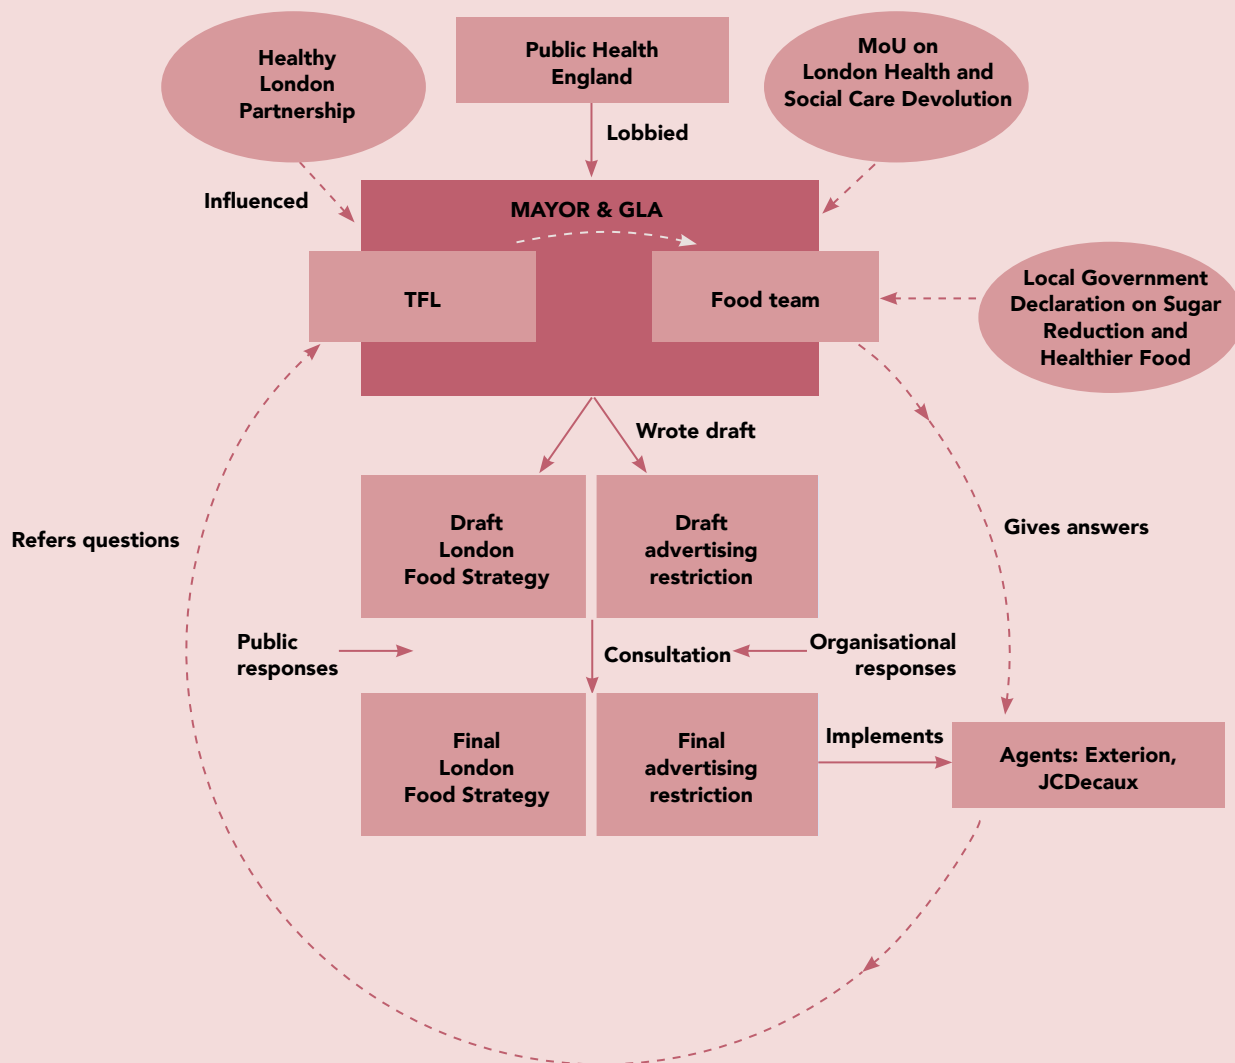 Healthy
London
Partnership
Public Health
England
MoU on
London Health and
Social Care Devolution
Lobbied
Influenced
MAYOR & GLA
TFL
Food team
Local Government
Declaration on Sugar
Reduction and
Healthier Food
Wrote draft
Refers questions
Draft
London
Food Strategy
Draft
advertising
restriction
Gives answers
Public
responses
Consultation
Organisational
responses
Final
London
Food Strategy
Final
advertising
restriction
Implements
Agents: Exterion,
JCDecaux